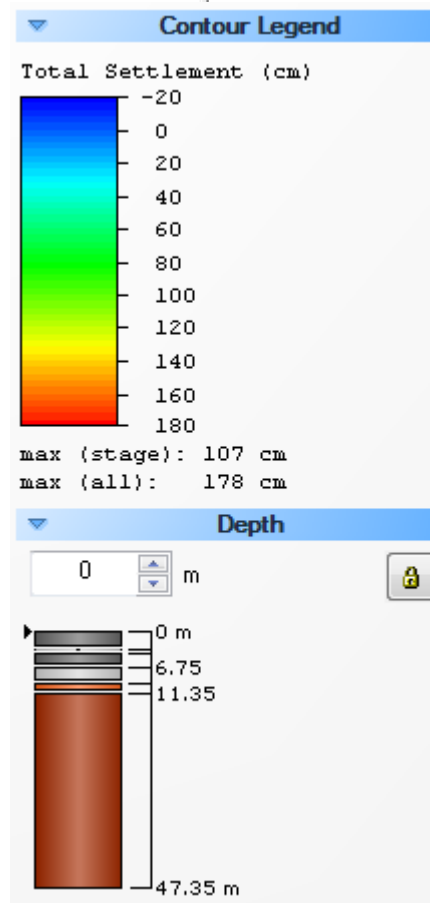 Contour Legend
Total Settlement (cm)
-20
0
20
40
60
80
100
120
140
160
180
max (stage): 107 cm
max (all): 178 cm
Depth
0 m
0 m
6.75
11.35
47.35 m